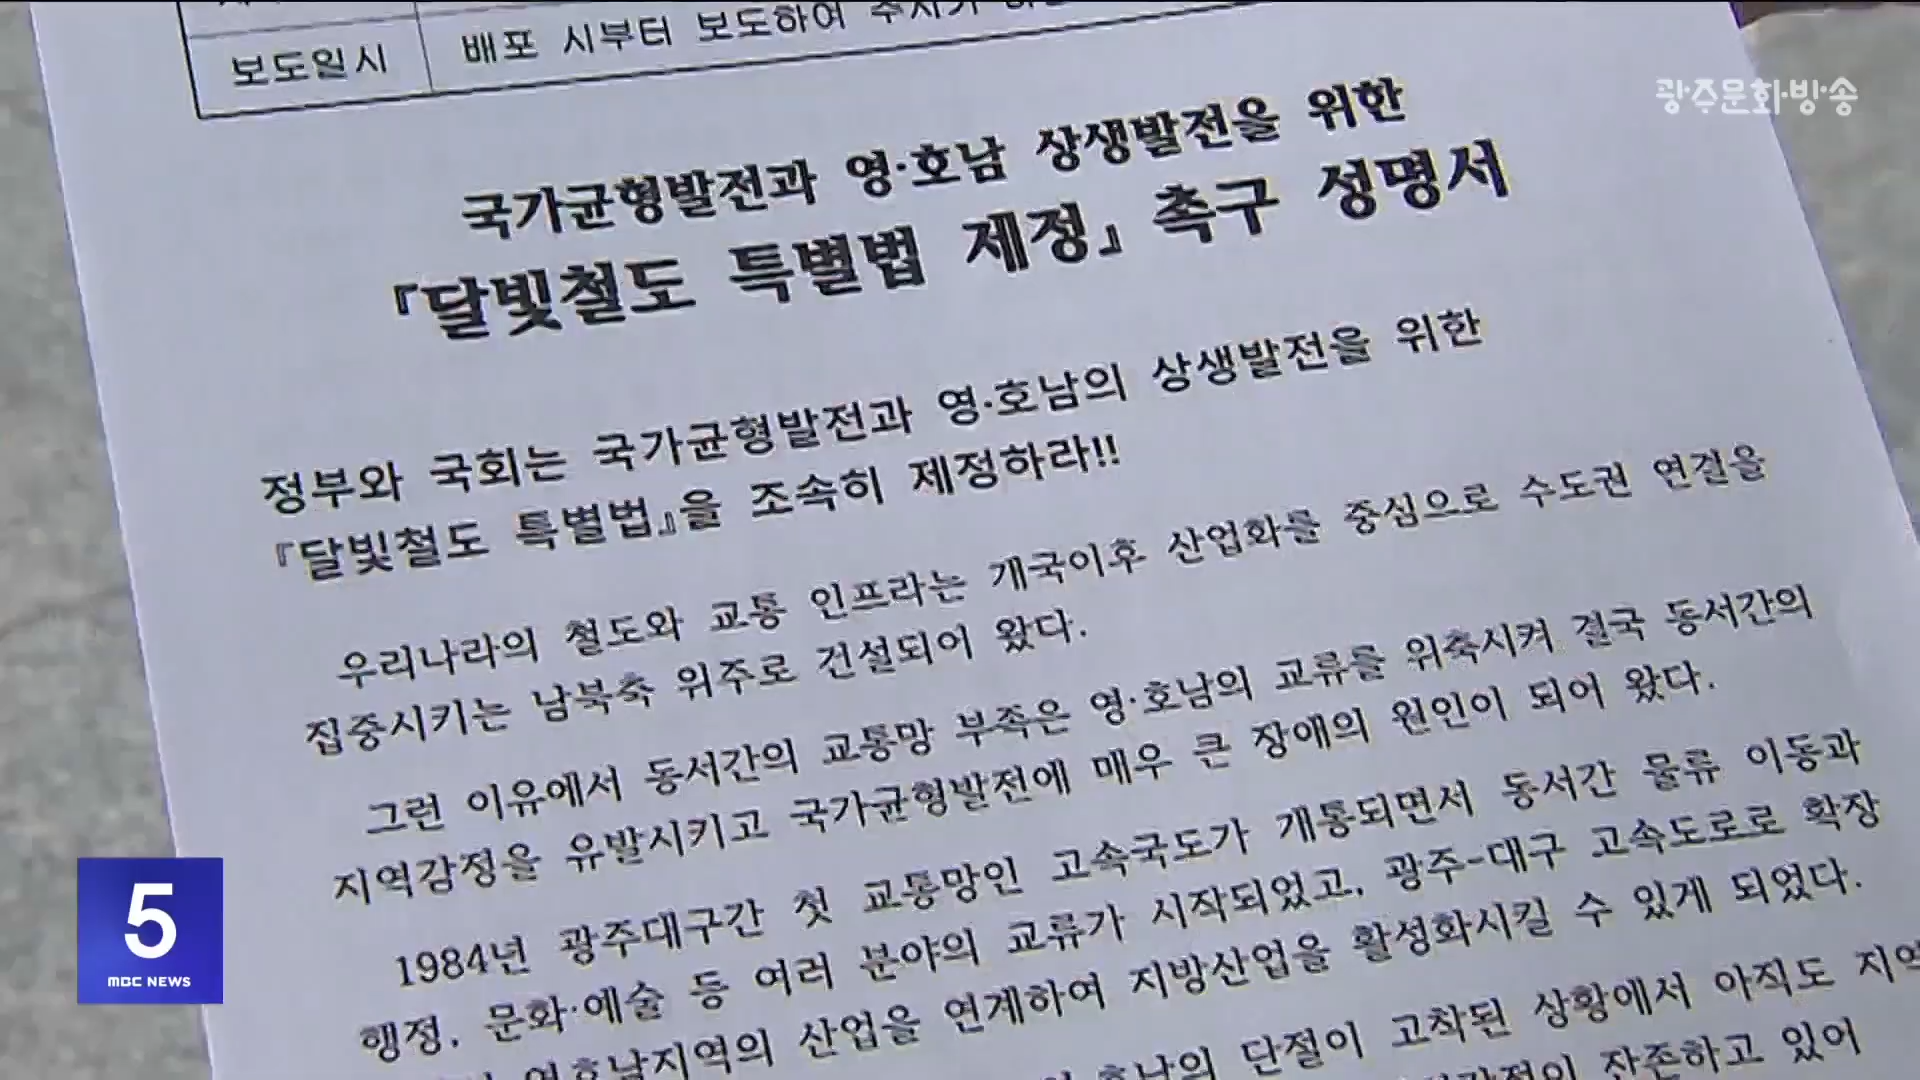 보도일시 배포 시부터 보도하여 주시기
광주문화방송
국가균형발전과 영·호남 상생발전을 위한
『달빛철도 특별법 제정』 촉구 성명서
정부와 국회는 국가균형발전과 영·호남의 상생발전을 위한
『달빛철도 특별법』을 조속히 제정하라!!
우리나라의 철도와 교통 인프라는 개국이후 산업화를 중심으로 수도권 연결을
집중시키는 남북축 위주로 건설되어 왔다.
그런 이유에서 동서간의 교통망 부족은 영·호남의 교류를 위축시켜 결국 동서간의
지역감정을 유발시키고 국가균형발전에 매우 큰 장애의 원인이 되어 왔다.
1984년 광주대구간 첫 교통망인 고속국도가 개통되면서 동서간 물류 이동과
행정, 문화·예술 등 여러 분야의 교류가 시작되었고, 광주-대구 고속도로로 확장
영호남지역의 산업을 연계하여 지방산업을 활성화시킬 수 있게 되었다.
호남의 단절이 고착된 상황에서 아직도 지역
잔존하고 있어
5
MBC NEWS